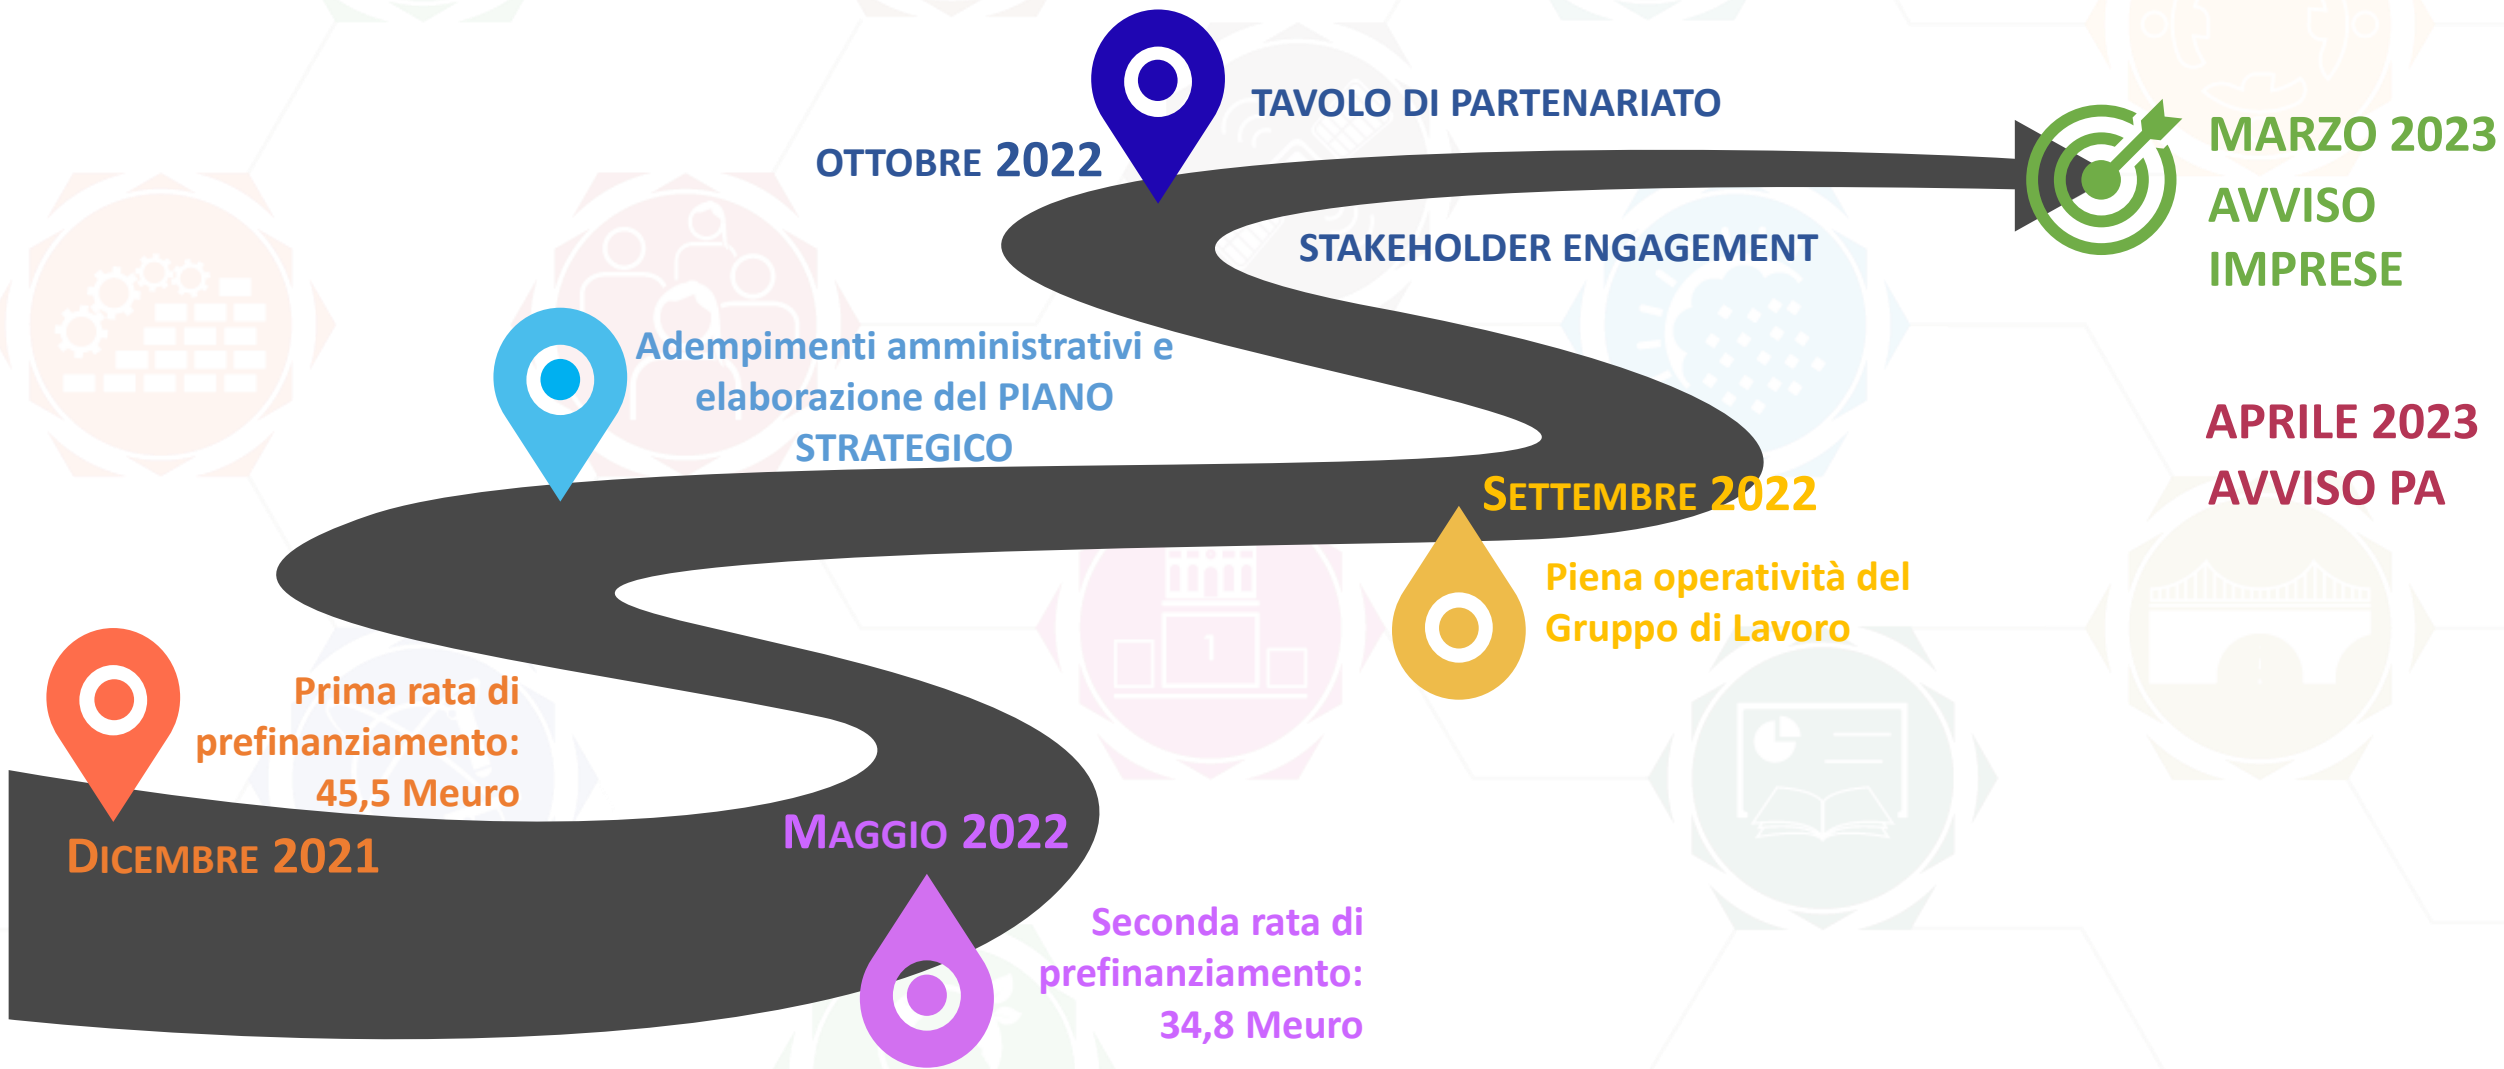 TAVOLO DI PARTENARIATO
OTTOBRE 2022
STAKEHOLDER ENGAGEMENT
MARZO 2023
AVVISO
IMPRESE
APRILE 2023
AVVISO PA
Adempimenti amministrativi e
elaborazione del PIANO
STRATEGICO
SETTEMBRE 2022
Piena operatività del
Gruppo di Lavoro
Prima rata di
prefinanziamento:
45,5 Meuro
DICEMBRE 2021
MAGGIO 2022
Seconda rata di
prefinanziamento:
34,8 Meuro
1